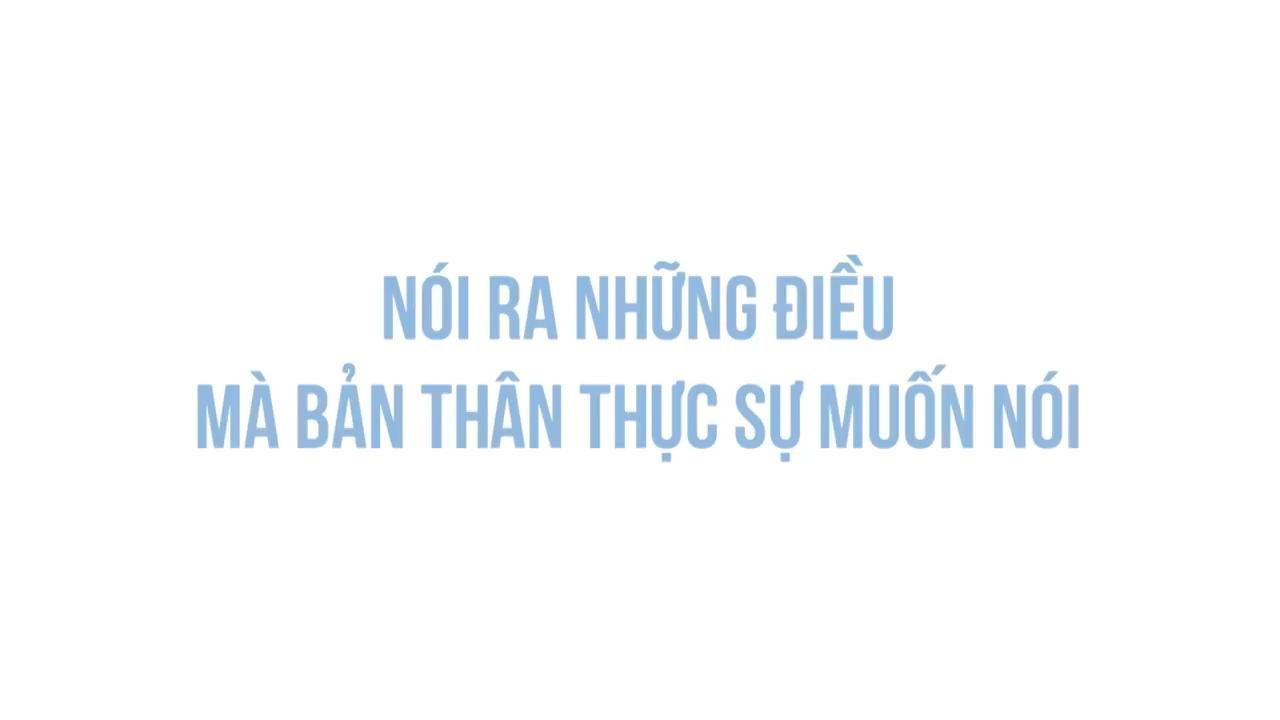 NÓI RA NHỮNG ĐIỀU
MÀ BẢN THÂN THỰC SỰ MUỐN NÓI